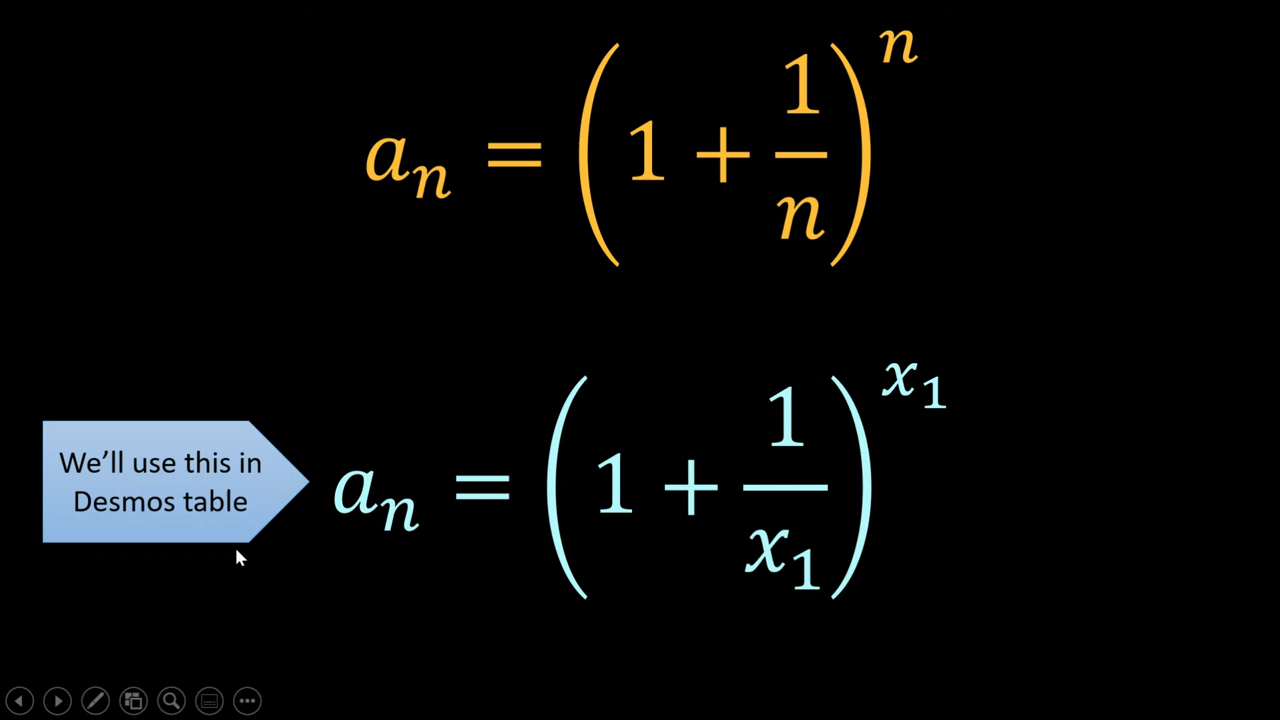 a_n = (1 + 1/n)^n
We'll use this in
Desmos table
a_n = (1 + 1/x_1)^{x_1}